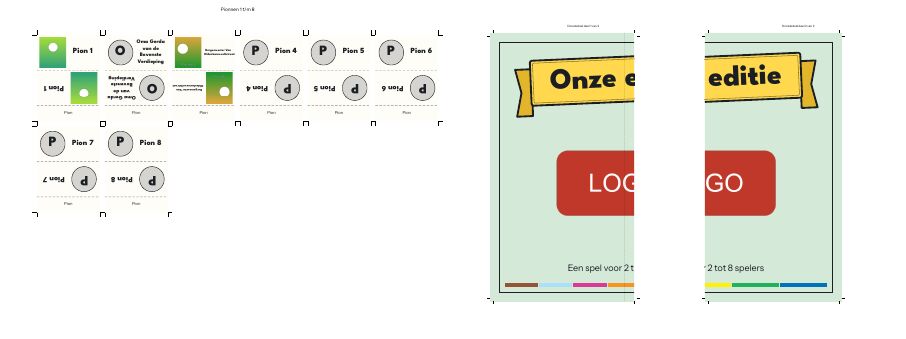 Pionnen 1 t/m 8
Pion 1
O
Oma Gerda
van de
Bovenste
Verdieping
P
Pion 4
P
Pion 5
P
Pion 6
Pion 1
Oma Gerda
van de
Bovenste
Verdieping
O
Pion 4
P
Pion 5
P
Pion 6
P
Pion
Pion
Pion
Pion
Pion
Pion
P
Pion 7
P
Pion 8
Pion 7
P
Pion 8
P
Pion
Pion
Onze e
editie
LOG
GO
Een spel voor 2 t
r 2 tot 8 spelers